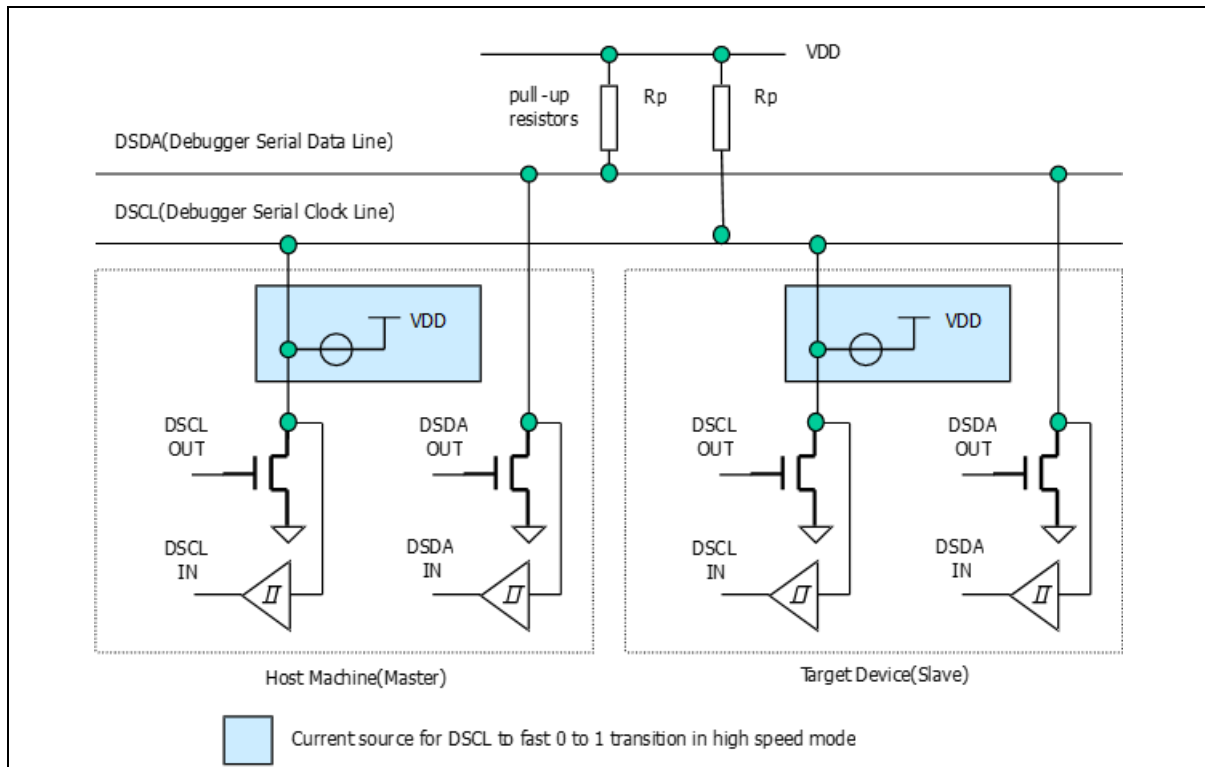 VDD
pull -up Rp Rp
resistors
DSDA(Debugger Serial Data Line)
DSCL(Debugger Serial Clock Line)
VDD VDD
DSCL DSDA DSCL DSDA
OUT OUT OUT OUT
DSCL DSDA DSCL DSDA
IN IN IN IN
Host Machine(Master) Target Device(Slave)
Current source for DSCL to fast 0 to 1 transition in high speed mode